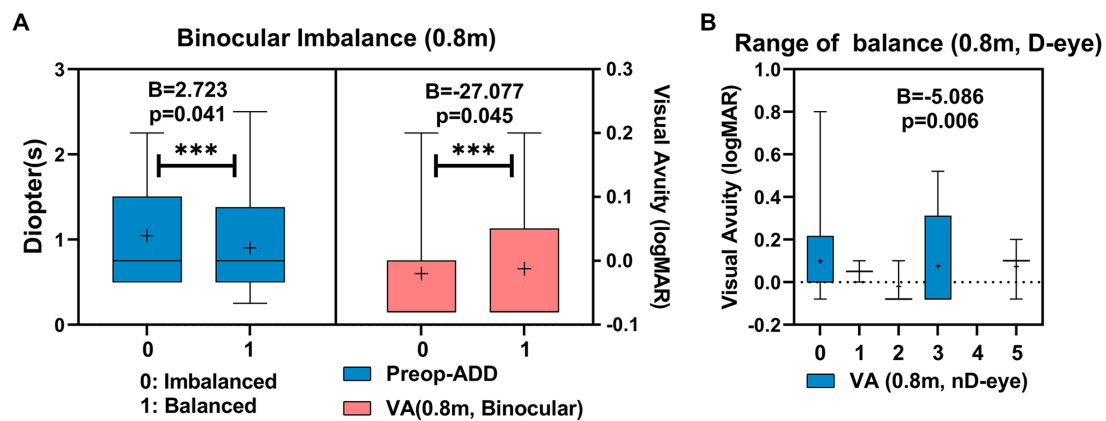 A
Binocular Imbalance (0.8m)
3
2
1
0
Diopter(s)
B=2.723
p=0.041
***
B=-27.077
p=0.045
***
0.3
0.2
0.1
0.0
-0.1
Visual Avuity (logMAR)
0 1 0 1
0: Imbalanced
1: Balanced
Preop-ADD
VA(0.8m, Binocular)
B
Range of balance (0.8m, D-eye)
1.0
0.8
0.6
0.4
0.2
0.0
-0.2
Visual Avuity (logMAR)
B=-5.086
p=0.006
0 1 2 3 4 5
VA (0.8m, nD-eye)